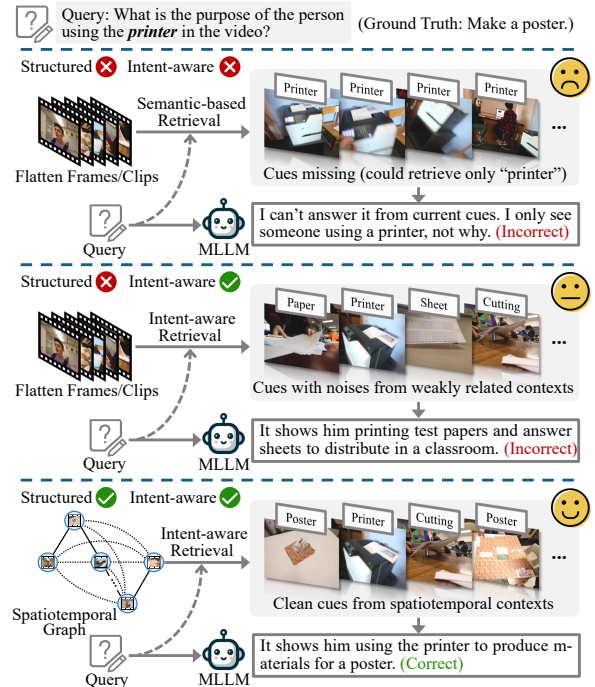 Query: What is the purpose of the person
using the printer in the video?
(Ground Truth: Make a poster.)
Structured
Intent-aware
Semantic-based
Retrieval
Flatten Frames/Clips
Query
MLLM
Printer
Printer
Printer
Printer
...
Cues missing (could retrieve only “printer”)
I can’t answer it from current cues. I only see
someone using a printer, not why. (Incorrect)
Structured
Intent-aware
Intent-aware
Retrieval
Flatten Frames/Clips
Query
MLLM
Paper
Printer
Sheet
Cutting
...
Cues with noises from weakly related contexts
It shows him printing test papers and answer
sheets to distribute in a classroom. (Incorrect)
Structured
Intent-aware
Intent-aware
Retrieval
Spatiotemporal
Graph
Query
MLLM
Poster
Printer
Cutting
Poster
...
Clean cues from spatiotemporal contexts
It shows him using the printer to produce m-
aterials for a poster. (Correct)